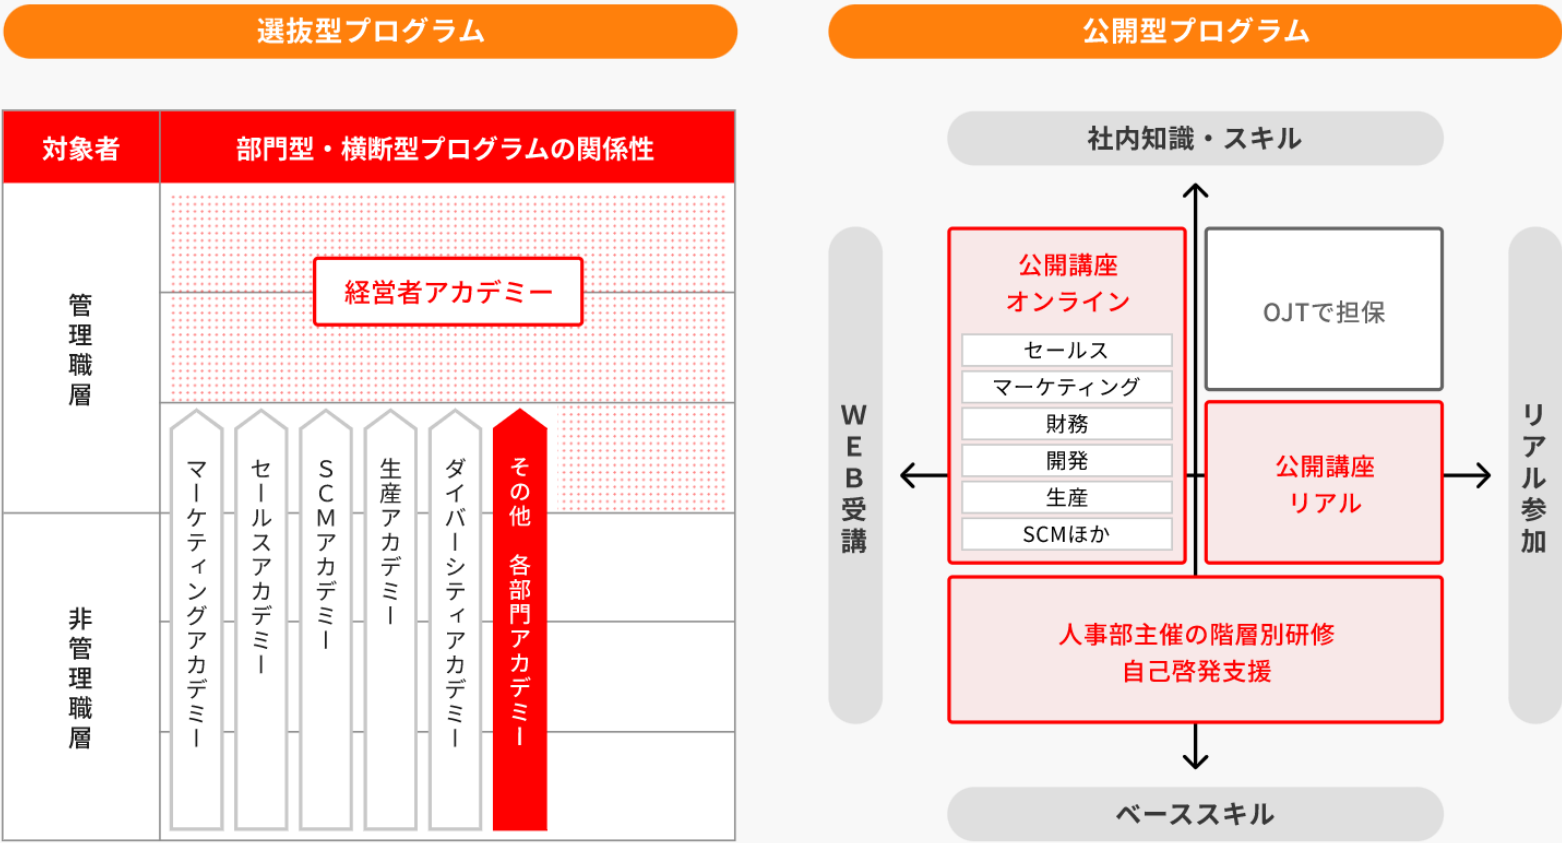 選抜型プログラム
対象者
部門型・横断型プログラムの関係性
管理職層
経営者アカデミー
非管理職層
マーケティングアカデミー
セールスアカデミー
SCMアカデミー
生産アカデミー
ダイバーシティアカデミー
その他 各部門アカデミー
公開型プログラム
社内知識・スキル
WEB受講
公開講座
オンライン
セールス
マーケティング
財務
開発
生産
SCMほか
OJTで担保
公開講座
リアル
リアル参加
人事部主催の階層別研修
自己啓発支援
ベーススキル